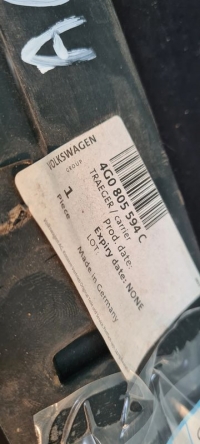 A
VOLKSWAGEN
GROUP
4G0 805 594 C
TRAEGER / carrier
1
Piece
Prod. date:
Expiry date: NONE
LOT
Made in Germany